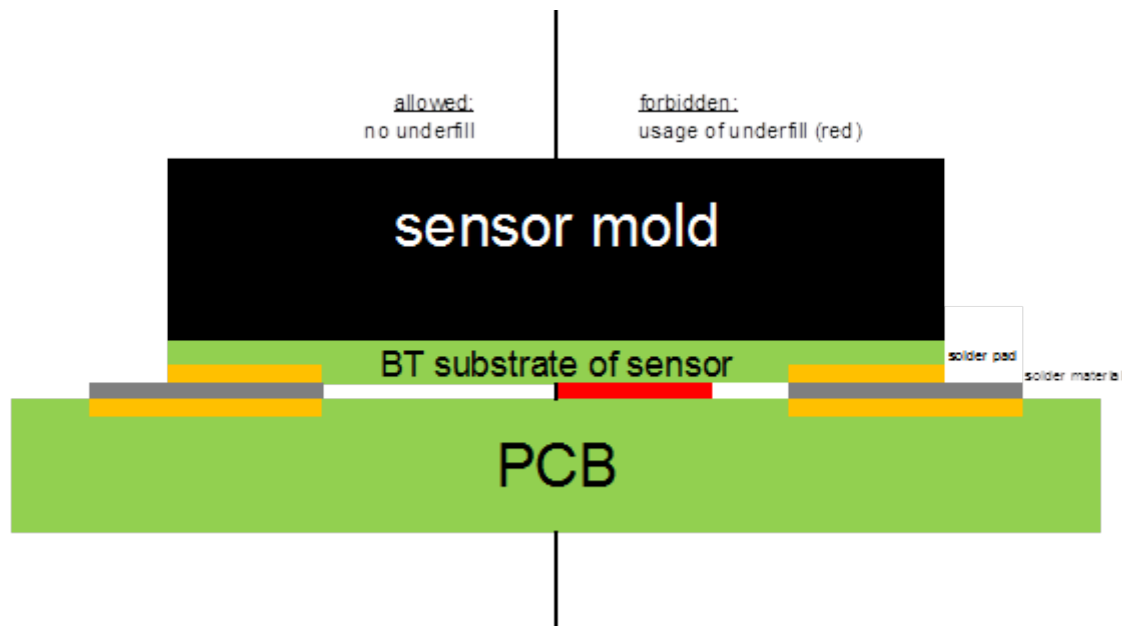 allowed:
no underfill
forbidden:
usage of underfill (red)
sensor mold
BT substrate of sensor
solder pad
solder material
PCB